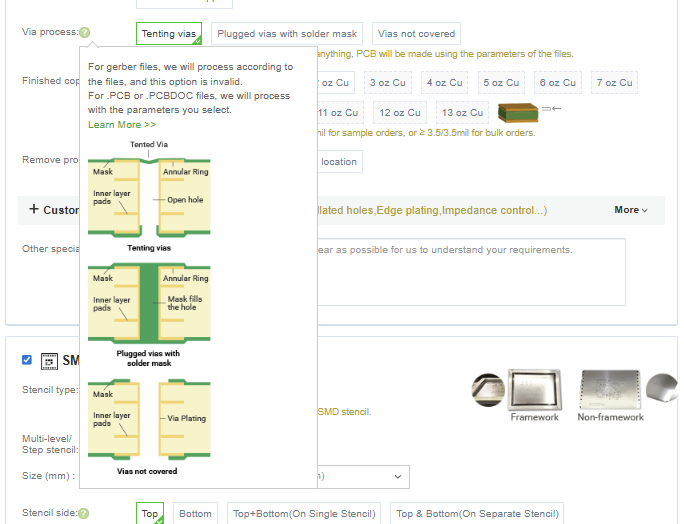 Via process:
Tenting vias
Plugged vias with solder mask
Vias not covered
anything, PCB will be made using the parameters of the files.
For gerber files, we will process according to
the files, and this option is invalid.
For .PCB or .PCBDOC files, we will process
with the parameters you select.
Learn More >>
Finished cop
oz Cu
3 oz Cu
4 oz Cu
5 oz Cu
6 oz Cu
7 oz Cu
11 oz Cu
12 oz Cu
13 oz Cu
mil for sample orders, or ≥ 3.5/3.5mil for bulk orders.
Remove pro
location
Tented Via
Mask
Annular Ring
Inner layer
pads
Open hole
Tenting vias
+ Custor
llated holes,Edge plating,Impedance control...)
More
Other specia
ear as possible for us to understand your requirements.
Mask
Annular Ring
Inner layer
pads
Mask fills
the hole
Plugged vias with
solder mask
SM
Stencil type:
SMD stencil.
Framework
Non-framework
Mask
Inner layer
pads
Via Plating
Vias not covered
Multi-level/
Step stencil:
Size (mm) :
)
Stencil side:
Top
Bottom
Top+Bottom(On Single Stencil)
Top & Bottom(On Separate Stencil)